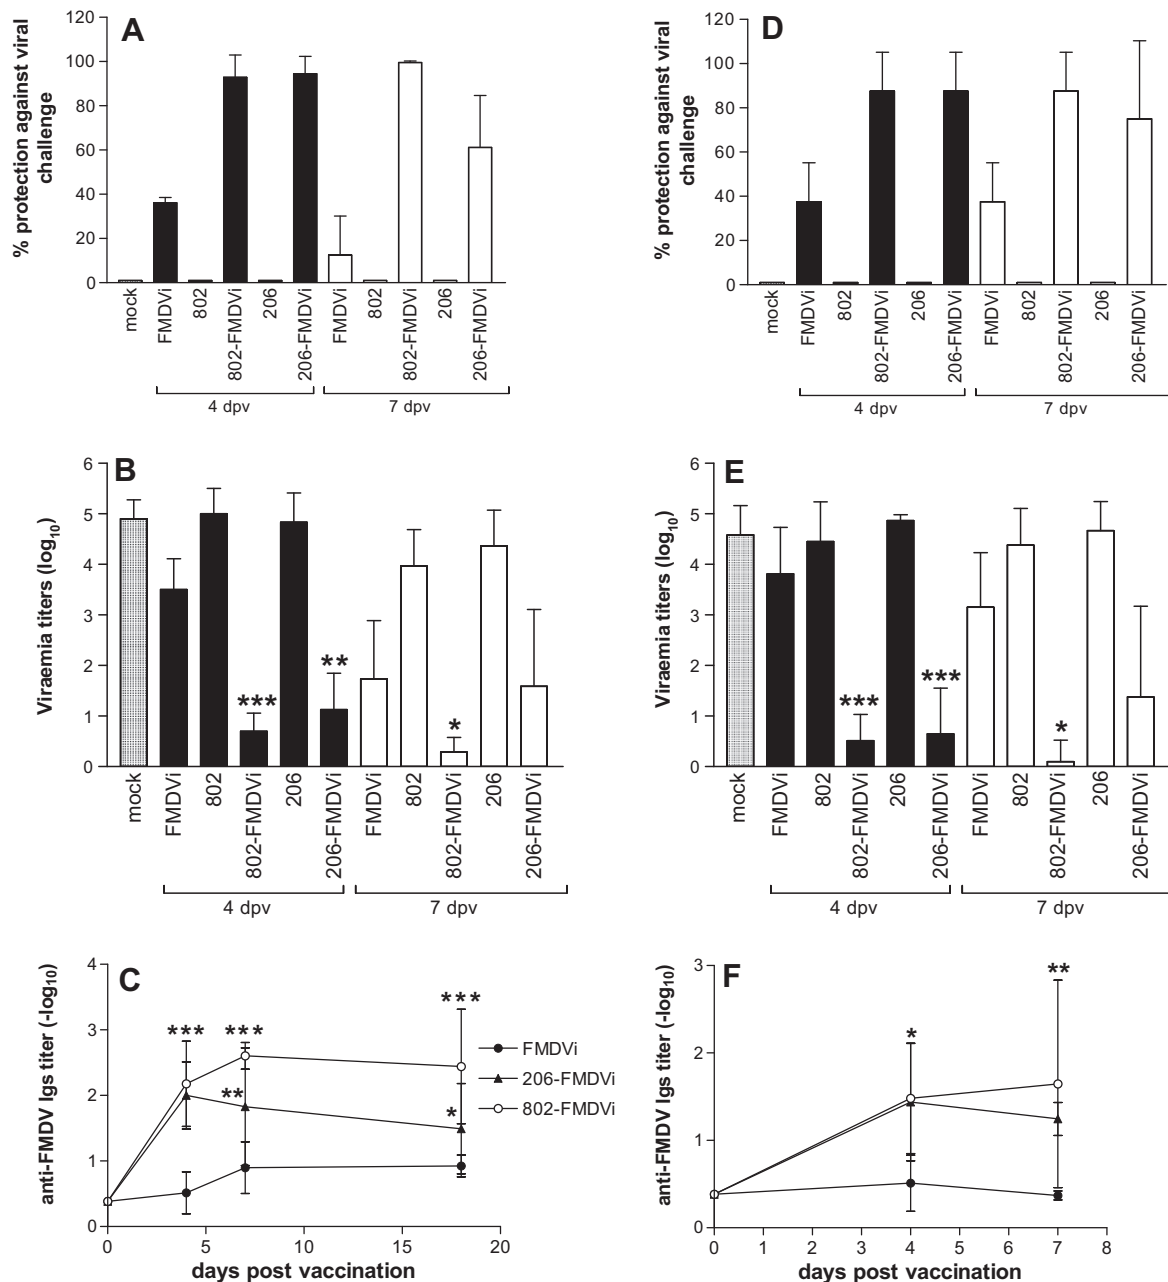 A
% protection against viral
challenge
120
100
80
60
40
20
0
mock
FMDVi
802
802-FMDVi
206
206-FMDVi
FMDVi
802
802-FMDVi
206
206-FMDVi
4 dpv
7 dpv
D
% protection against viral
challenge
120
100
80
60
40
20
0
mock
FMDVi
802
802-FMDVi
206
206-FMDVi
FMDVi
802
802-FMDVi
206
206-FMDVi
4 dpv
7 dpv
B
Viraemia titers (log10)
6
5
4
3
2
1
0
***
**
*
mock
FMDVi
802
802-FMDVi
206
206-FMDVi
FMDVi
802
802-FMDVi
206
206-FMDVi
4 dpv
7 dpv
E
Viraemia titers (log10)
6
5
4
3
2
1
0
***
***
*
mock
FMDVi
802
802-FMDVi
206
206-FMDVi
FMDVi
802
802-FMDVi
206
206-FMDVi
4 dpv
7 dpv
C
anti-FMDV Igs titer (-log10)
4
3
2
1
0
*** *** ***
** *
FMDVi
206-FMDVi
802-FMDVi
0 5 10 15 20
days post vaccination
F
anti-FMDV Igs titer (-log10)
3
2
1
0
* **
0 1 2 3 4 5 6 7 8
days post vaccination